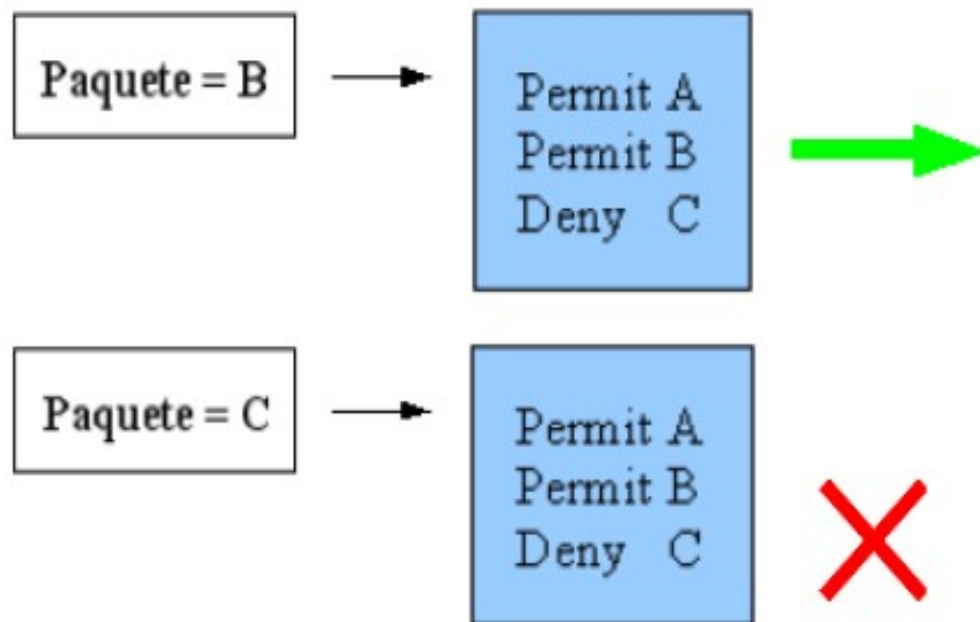 Paquete = B
Permit A
Permit B
Deny C
Paquete = C
Permit A
Permit B
Deny C